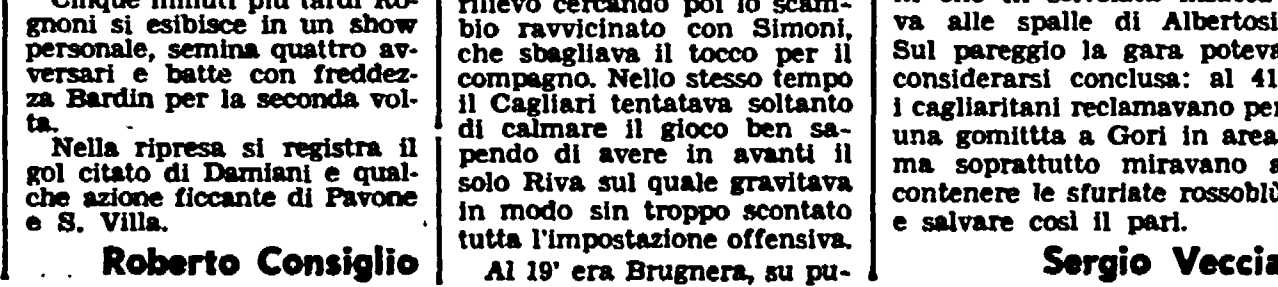 Cinque minuti più tardi Ro-
gnoni si esibisce in un show
personale, semina quattro av-
versari e batte con freddez-
za Bardin per la seconda vol-
ta.
Nella ripresa si registra il
gol citato di Damiani e qual-
che azione ficcante di Pavone
e S. Villa.
Roberto Consiglio
rilievo cercando poi lo scam-
bio ravvicinato con Simoni,
che sbagliava il tocco per il
compagno. Nello stesso tempo
il Cagliari tentatava soltanto
di calmare il gioco ben sa-
pendo di avere in avanti il
solo Riva sul quale gravitava
in modo sin troppo scontato
tutta l'impostazione offensiva.
Al 19' era Brugnera, su pu-
va alle spalle di Albertosi
Sul pareggio la gara poteva
considerarsi conclusa: al 41
i cagliaritani reclamavano per
una gomittta a Gori in area
ma soprattutto miravano a
contenere le sfuriate rossoblù
e salvare così il pari.
Sergio Veccia